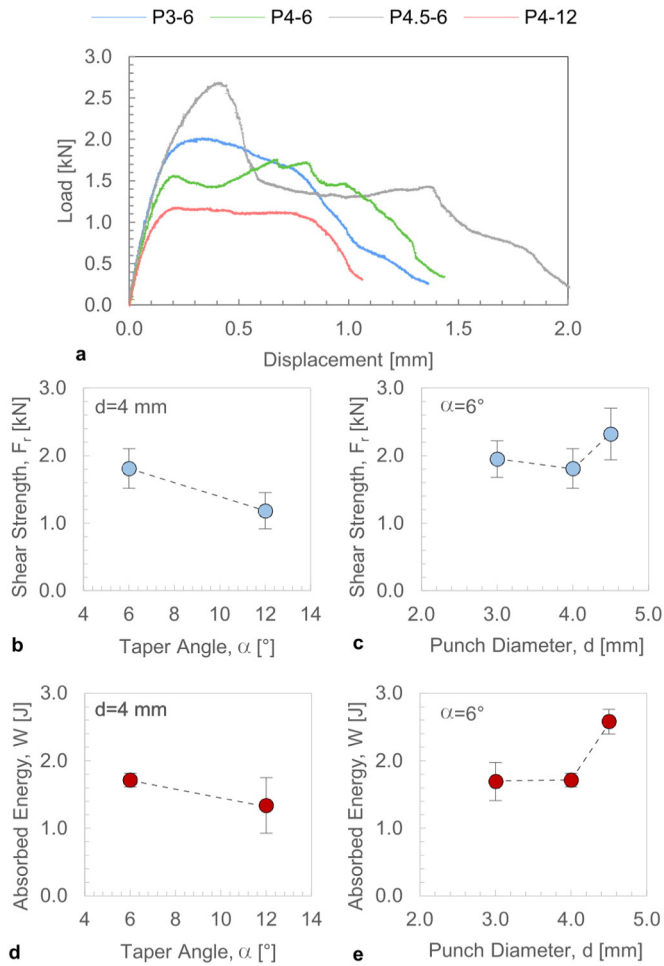 P3-6 P4-6 P4.5-6 P4-12
3.0
2.5
2.0
1.5
1.0
0.5
0.0
Load [kN]
0.0 0.5 1.0 1.5 2.0
Displacement [mm]
a
3.0
2.0
1.0
0.0
Shear Strength, Fr [kN]
d=4 mm
4 6 8 10 12 14
Taper Angle, α [°]
b
3.0
2.0
1.0
0.0
Shear Strength, Fr [kN]
α=6°
2.0 3.0 4.0 5.0
Punch Diameter, d [mm]
c
3.0
2.0
1.0
0.0
Absorbed Energy, W [J]
d=4 mm
4 6 8 10 12 14
Taper Angle, α [°]
d
3.0
2.0
1.0
0.0
Absorbed Energy, W [J]
α=6°
2.0 3.0 4.0 5.0
Punch Diameter, d [mm]
e